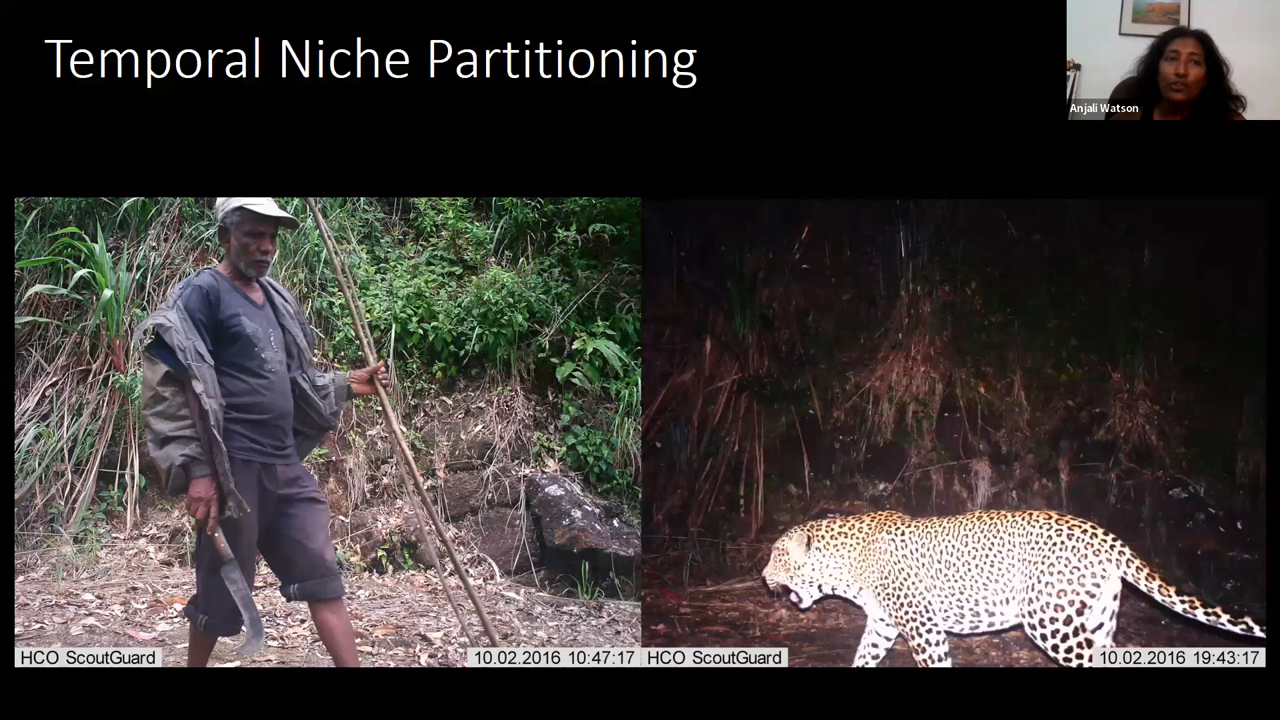 Temporal Niche Partitioning
Anjali Watson
HCO ScoutGuard
10.02.2016 10:47:17
HCO ScoutGuard
10.02.2016 19:43:17